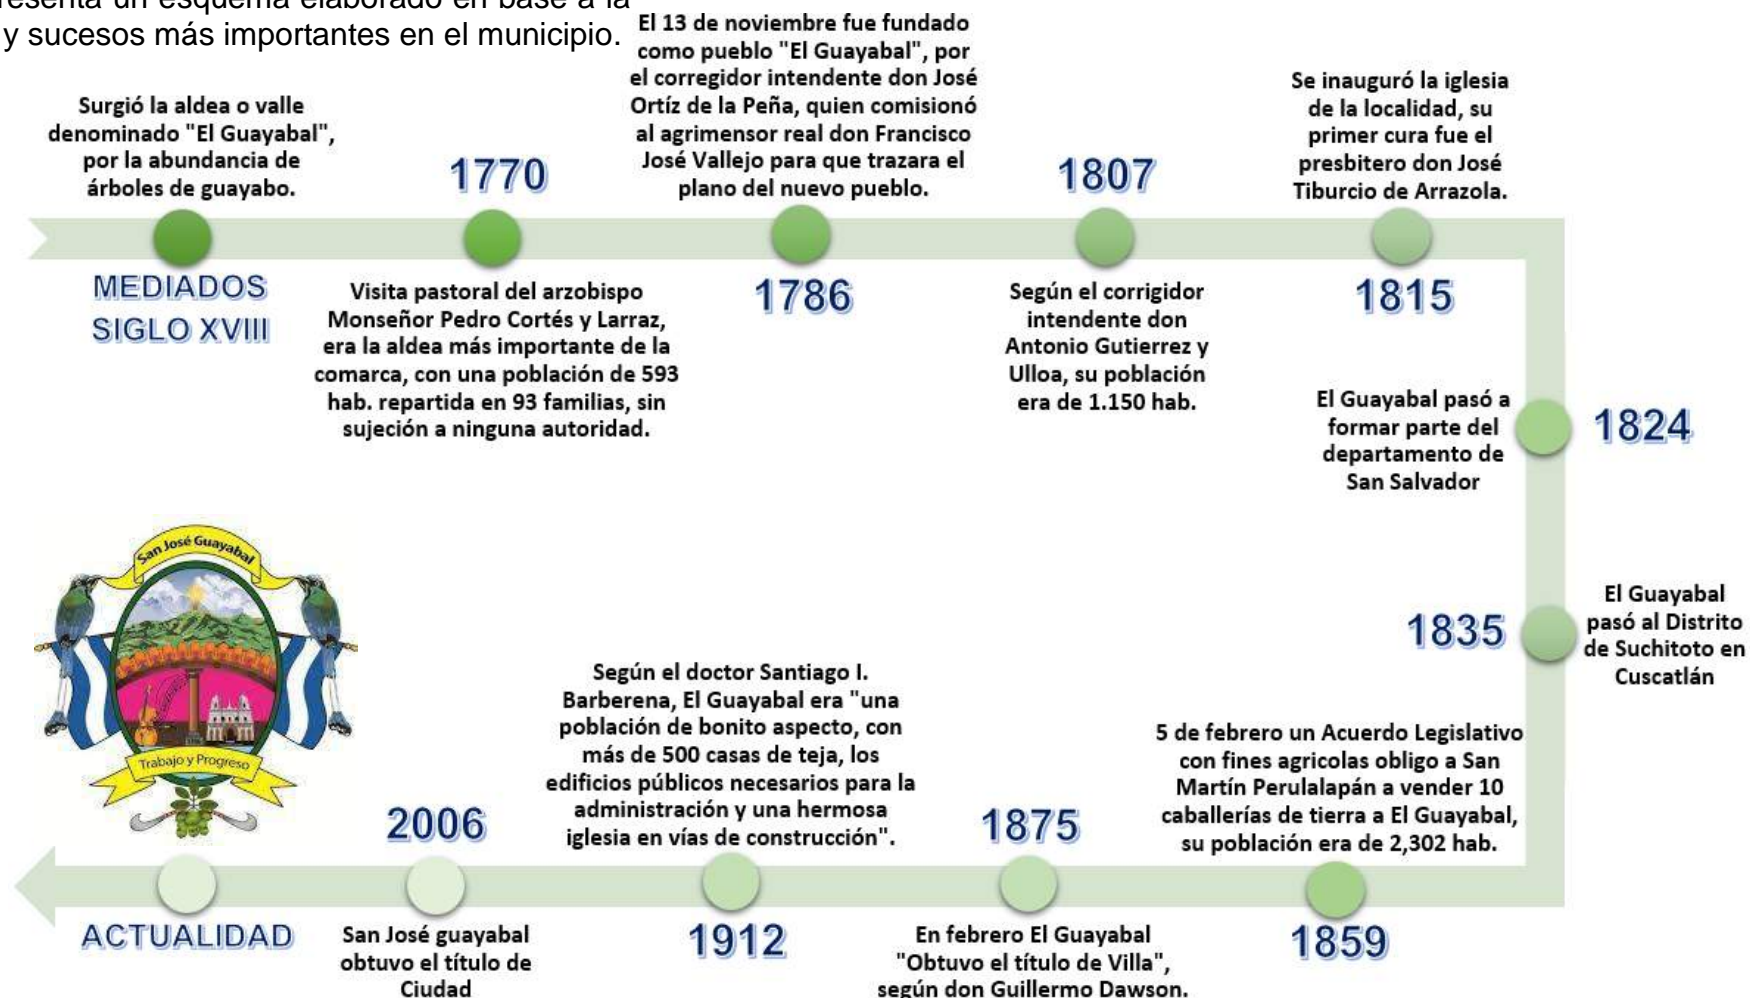 resenta un esquema elaborado en base a la
y sucesos más importantes en el municipio.
Surgió la aldea o valle
denominado "El Guayabal",
por la abundancia de
árboles de guayabo.
MEDIADOS
SIGLO XVIII
1770
Visita pastoral del arzobispo
Monseñor Pedro Cortés y Larraz,
era la aldea más importante de la
comarca, con una población de 593
hab. repartida en 93 familias, sin
sujeción a ninguna autoridad.
El 13 de noviembre fue fundado
como pueblo "El Guayabal", por
el corregidor intendente don José
Ortíz de la Peña, quien comisionó
al agrimensor real don Francisco
José Vallejo para que trazara el
plano del nuevo pueblo.
1786
1807
Según el corrigidor
intendente don
Antonio Gutierrez y
Ulloa, su población
era de 1.150 hab.
Se inauguró la iglesia
de la localidad, su
primer cura fue el
presbitero don José
Tiburcio de Arrazola.
1815
El Guayabal pasó a
formar parte del
departamento de
San Salvador
1824
1835
El Guayabal
pasó al Distrito
de Suchitoto en
Cuscatlán
5 de febrero un Acuerdo Legislativo
con fines agricolas obligo a San
Martín Perulalapán a vender 10
caballerías de tierra a El Guayabal,
su población era de 2,302 hab.
1859
1875
En febrero El Guayabal
"Obtuvo el título de Villa",
según don Guillermo Dawson.
Según el doctor Santiago I.
Barberena, El Guayabal era "una
población de bonito aspecto, con
más de 500 casas de teja, los
edificios públicos necesarios para la
administración y una hermosa
iglesia en vías de construcción".
1912
2006
San José guayabal
obtuvo el título de
Ciudad
ACTUALIDAD
San José Guayabal
Trabajo y Progreso